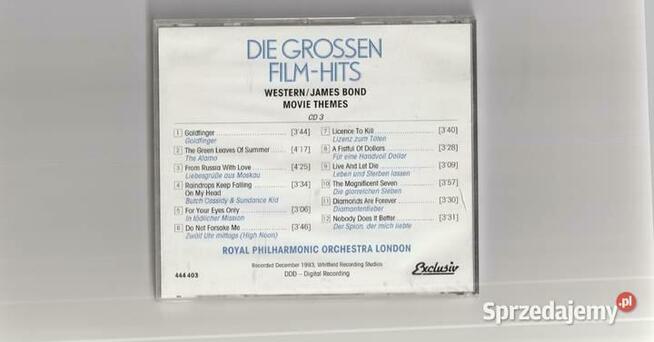 DIE GROSSEN
FILM-HITS
WESTERN/JAMES BOND
MOVIE THEMES
CD 3
1 Goldfinger [3'44]
Goldfinger
2 The Green Leaves Of Summer [4'17]
The Alamo
3 From Russia With Love [4'25]
Liebesgrüße aus Moskau
4 Raindrops Keep Falling
On My Head [3'34]
Butch Cassidy & Sundance Kid
5 For Your Eyes Only [3'06]
In tödlicher Mission
6 Do Not Forsake Me [3'46]
Zwölf Uhr mittags (High Noon)
7 Licence To Kill [3'40]
Lizenz zum Töten
8 A Fistful Of Dollars [3'28]
Für eine Handvoll Dollar
9 Live And Let Die [3'09]
Leben und Sterben lassen
10 The Magnificent Seven [3'57]
Die glorreichen Sieben
11 Diamonds Are Forever [3'30]
Diamantenfieber
12 Nobody Does It Better [3'31]
Der Spion, der mich liebte
ROYAL PHILHARMONIC ORCHESTRA LONDON
Recorded December 1993, Whitfield Recording Studios
444 403
DDD – Digital Recording
Exclusiv
Sprzedajemy.pl